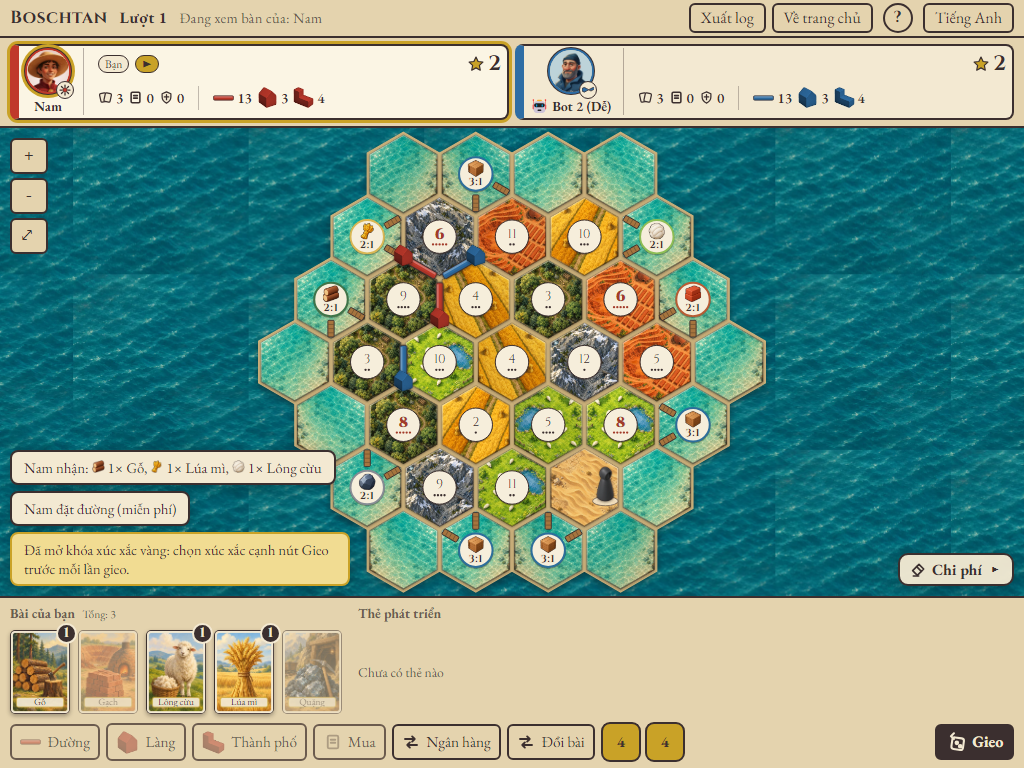 BOSCHTAN Lượt 1 Đang xem bàn của: Nam Xuất log Về trang chủ ? Tiếng Anh
Bạn 2
3 0 0 13 3 4
Nam
2
3 0 0 13 3 4
Bot 2 (Dễ)
+
-
3:1
2:1 6 11 10 2:1
2:1 9 4 3 6 2:1
3 10 4 12 5
8 2 5 8 3:1
2:1 9 11
3:1 3:1
Nam nhận: 1× Gỗ, 1× Lúa mì, 1× Lông cừu
Nam đặt đường (miễn phí)
Đã mở khóa xúc xắc vàng: chọn xúc xắc cạnh nút Gieo
trước mỗi lần gieo.
Chi phí
Bài của bạn Tổng: 3
1 1 1
Gỗ Gạch Lông cừu Lúa mì Quặng
Thẻ phát triển
Chưa có thẻ nào
Đường Làng Thành phố Mua Ngân hàng Đổi bài 4 4 Gieo